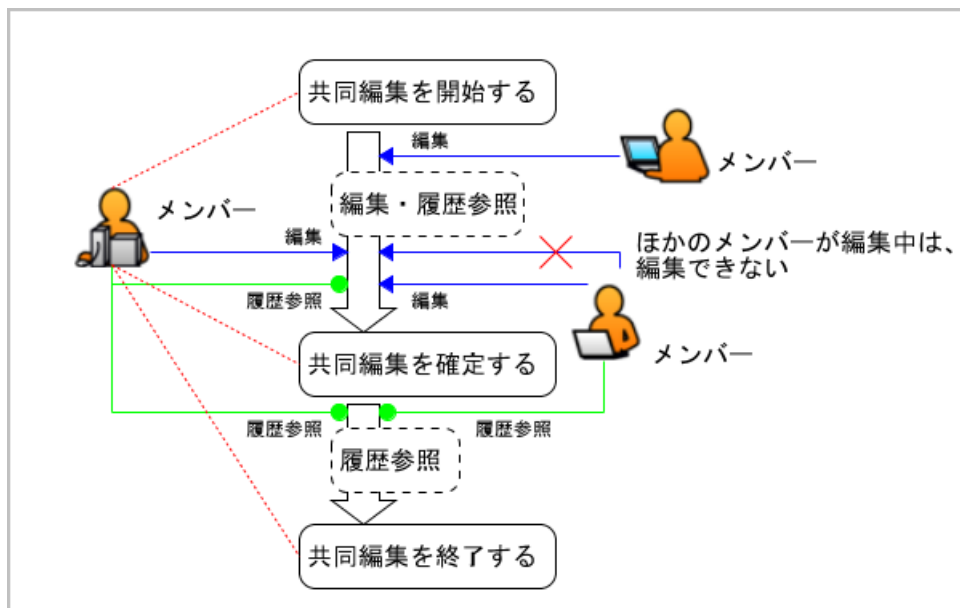 共同編集を開始する
編集
メンバー
編集・履歴参照
メンバー
編集
ほかのメンバーが編集中は、
編集できない
履歴参照
編集
共同編集を確定する
メンバー
履歴参照
履歴参照
履歴参照
共同編集を終了する